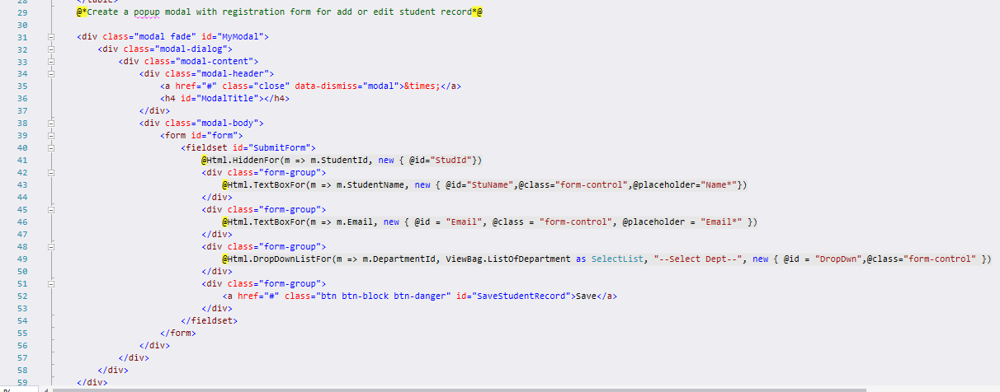 28 </table>
29 @*Create a popup modal with registration form for add or edit student record*@
30
31 <div class="modal fade" id="MyModal">
32 <div class="modal-dialog">
33 <div class="modal-content">
34 <div class="modal-header">
35 <a href="#" class="close" data-dismiss="modal">&times;</a>
36 <h4 id="ModalTitle"></h4>
37 </div>
38 <div class="modal-body">
39 <form id="form">
40 <fieldset id="SubmitForm">
41 @Html.HiddenFor(m => m.StudentId, new { @id="StudId"})
42 <div class="form-group">
43 @Html.TextBoxFor(m => m.StudentName, new { @id="StuName",@class="form-control",@placeholder="Name*"})
44 </div>
45 <div class="form-group">
46 @Html.TextBoxFor(m => m.Email, new { @id = "Email", @class = "form-control", @placeholder = "Email*" })
47 </div>
48 <div class="form-group">
49 @Html.DropDownListFor(m => m.DepartmentId, ViewBag.ListOfDepartment as SelectList, "--Select Dept--", new { @id = "DropDwn",@class="form-control" })
50 </div>
51 <div class="form-group">
52 <a href="#" class="btn btn-block btn-danger" id="SaveStudentRecord">Save</a>
53 </div>
54 </fieldset>
55 </form>
56 </div>
57 </div>
58 </div>
59 </div>
%